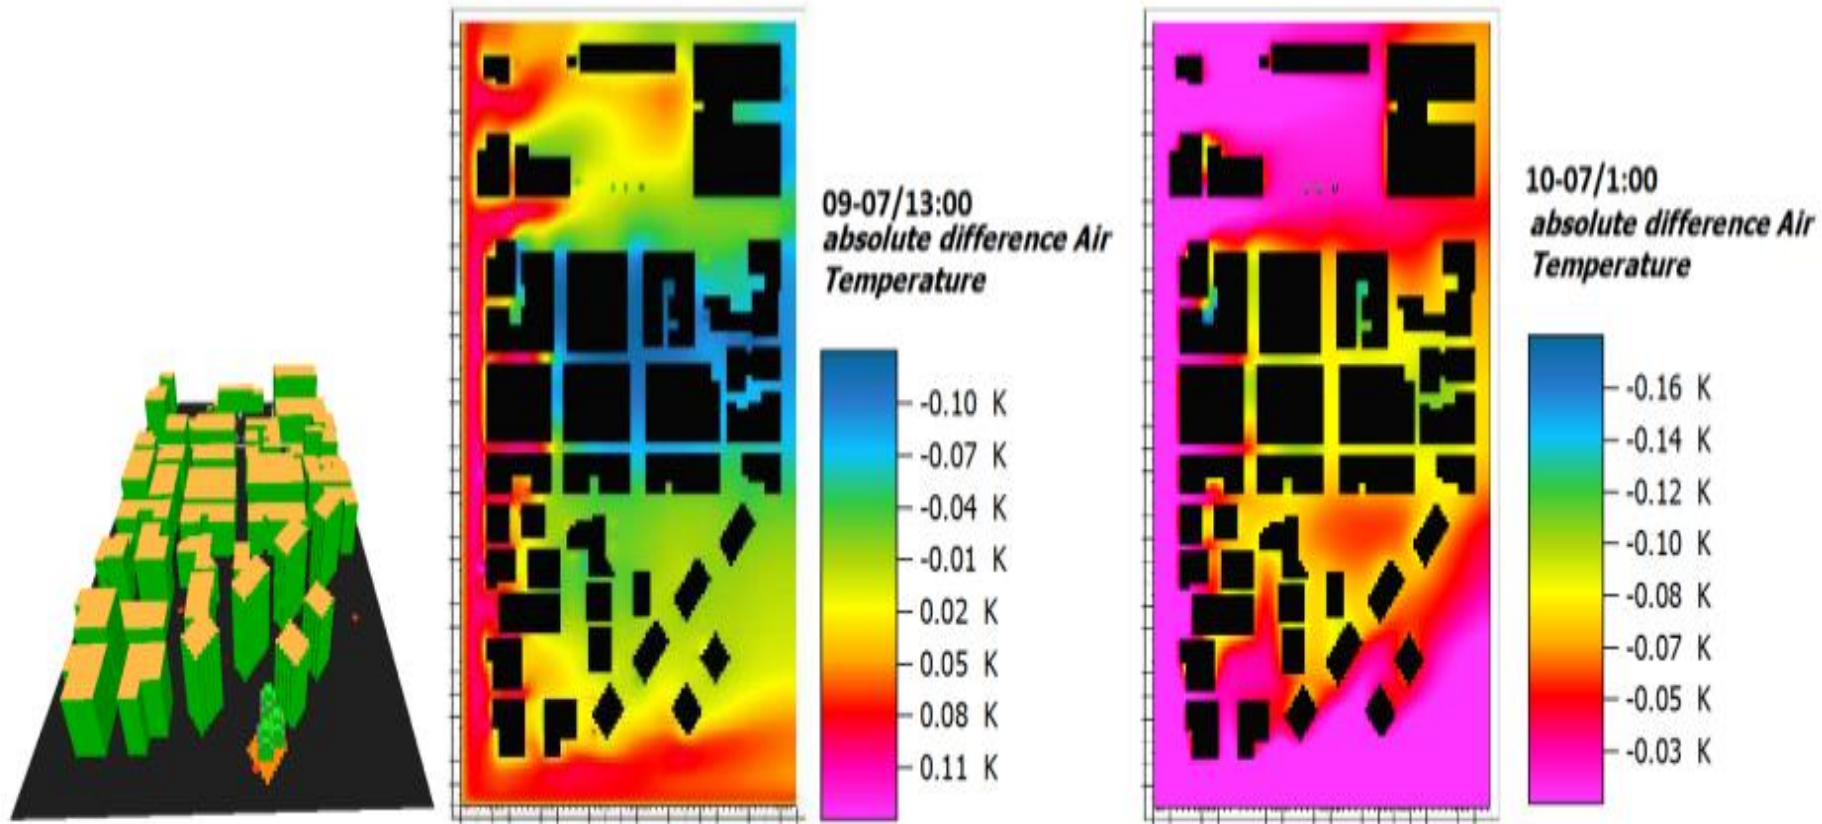 09-07/13:00
absolute difference Air
Temperature
-0.10 K
-0.07 K
-0.04 K
-0.01 K
0.02 K
0.05 K
0.08 K
0.11 K
10-07/1:00
absolute difference Air
Temperature
-0.16 K
-0.14 K
-0.12 K
-0.10 K
-0.08 K
-0.07 K
-0.05 K
-0.03 K